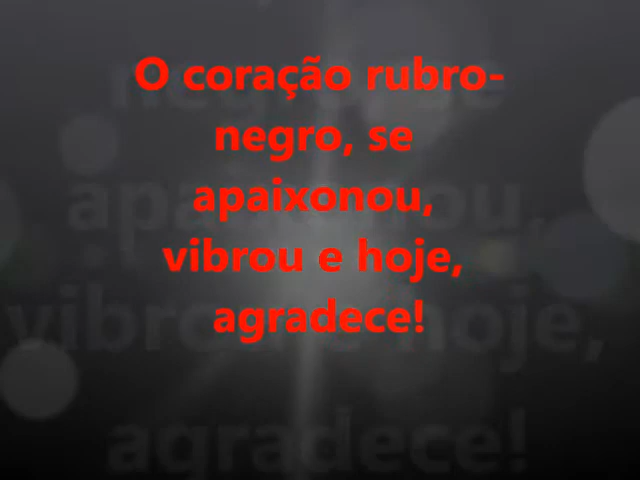 O coração rubro-
negro, se
apaixonou,
vibrou e hoje,
agradece!